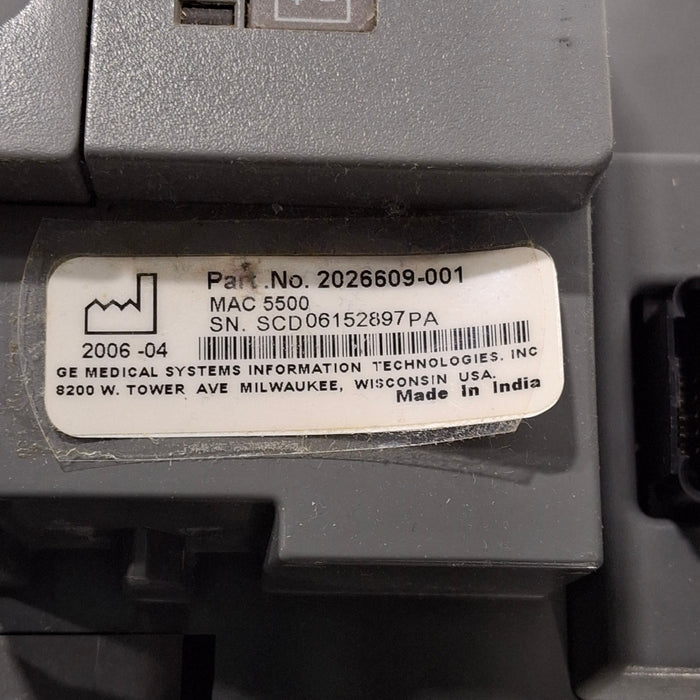 Part.No. 2026609-001
MAC 5500
SN. SCD06152897PA
2006 -04
GE MEDICAL SYSTEMS INFORMATION TECHNOLOGIES. INC
8200 W. TOWER AVE MILWAUKEE, WISCONSIN USA.
Made In India